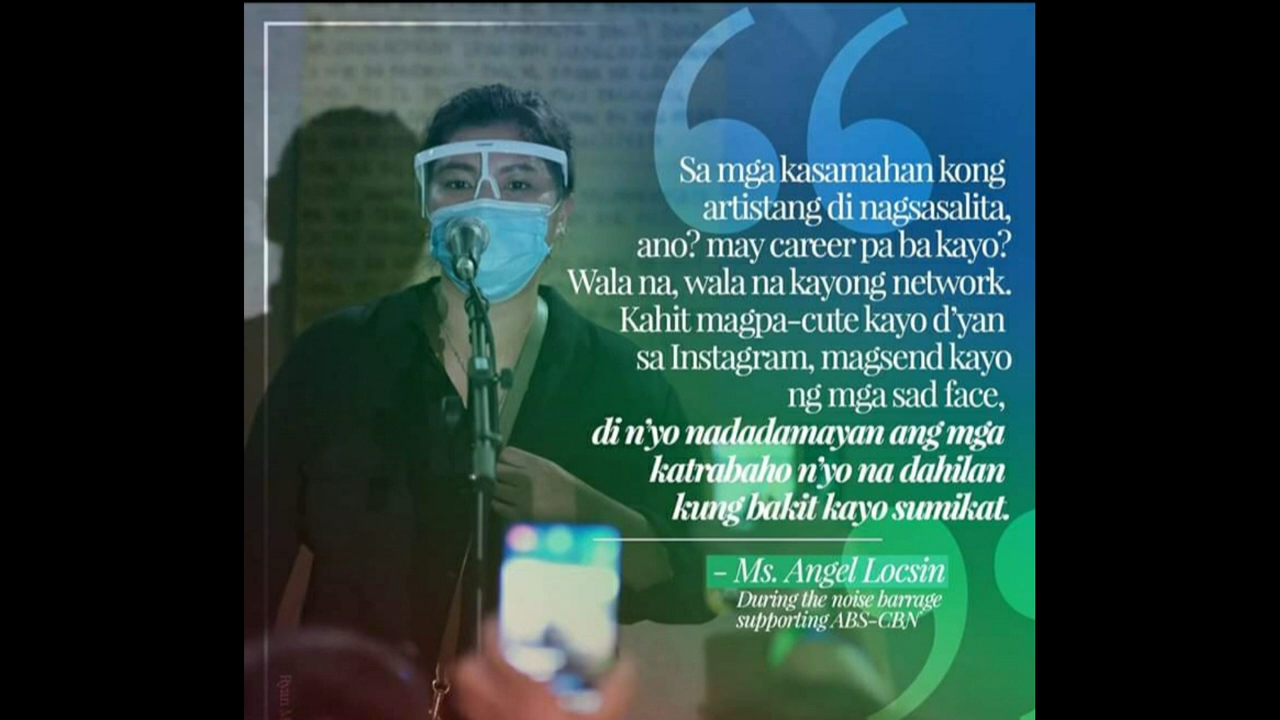 Sa mga kasamahan kong
artistang di nagsasalita,
ano? may career pa ba kayo?
Wala na, wala na kayong network.
Kahit magpa-cute kayo d'yan
sa Instagram, magsend kayo
ng mga sad face,
di n'yo nadadamayan ang mga
katrabaho n'yo na dahilan
kung bakit kayo sumikat.
- Ms. Angel Locsin
During the noise barrage
supporting ABS-CBN
Ryan